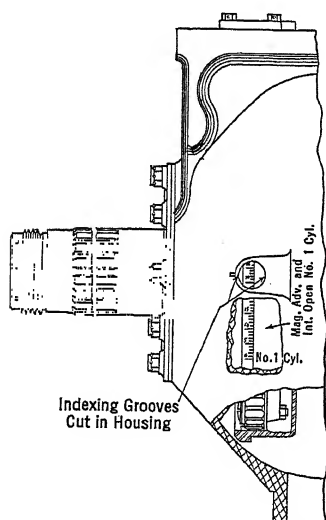 Mag. Adv. and
Int. Open No. 1 Cyl.
No.1 Cyl.
Indexing Grooves
Cut in Housing